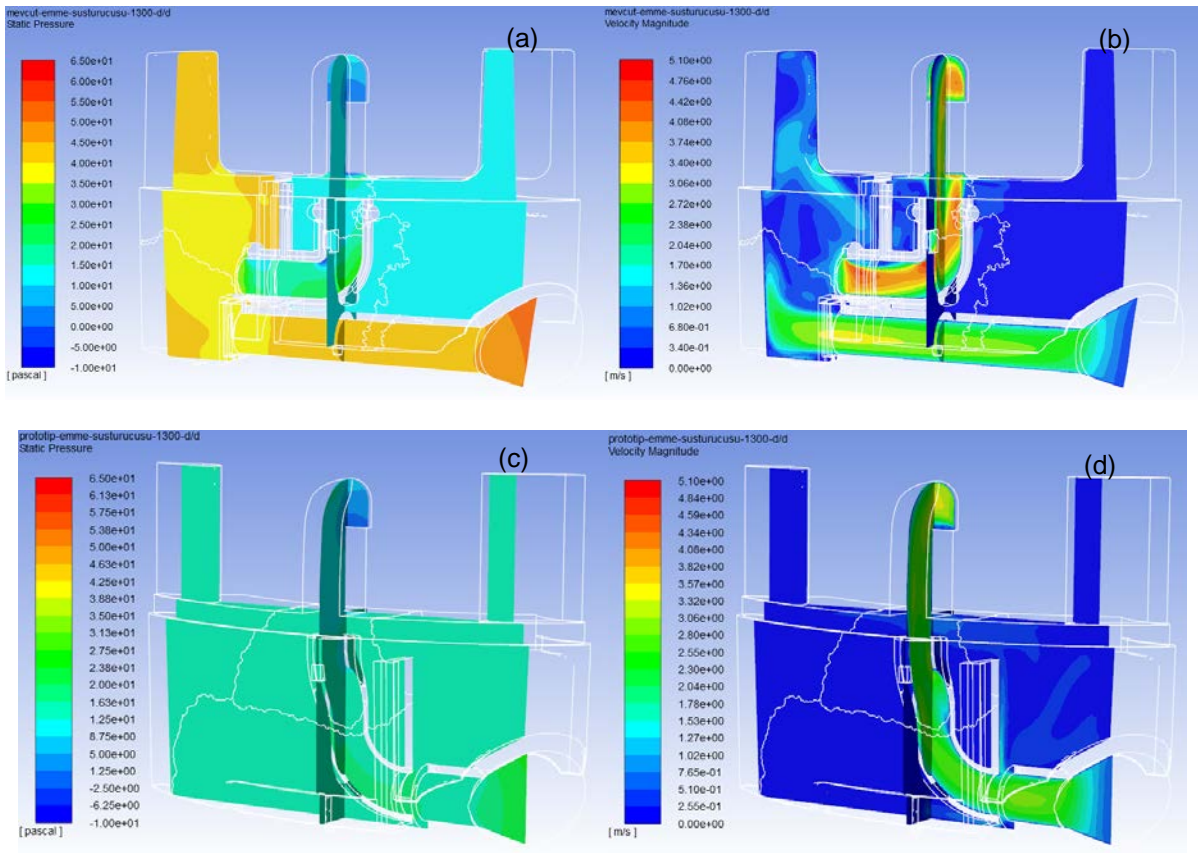 mevcut-emme-susturucusu-1300-d/d
Static Pressure
(a)
6.50e+01
6.00e+01
5.50e+01
5.00e+01
4.50e+01
4.00e+01
3.50e+01
3.00e+01
2.50e+01
2.00e+01
1.50e+01
1.00e+01
5.00e+00
0.00e+00
-5.00e+00
-1.00e+01
[ pascal ]
mevcut-emme-susturucusu-1300-d/d
Velocity Magnitude
(b)
5.10e+00
4.76e+00
4.42e+00
4.08e+00
3.74e+00
3.40e+00
3.06e+00
2.72e+00
2.38e+00
2.04e+00
1.70e+00
1.36e+00
1.02e+00
6.80e-01
3.40e-01
0.00e+00
[ m/s ]
prototip-emme-susturucusu-1300-d/d
Static Pressure
(c)
6.50e+01
6.13e+01
5.75e+01
5.38e+01
5.00e+01
4.63e+01
4.25e+01
3.88e+01
3.50e+01
3.13e+01
2.75e+01
2.38e+01
2.00e+01
1.63e+01
1.25e+01
8.75e+00
5.00e+00
1.25e+00
-2.50e+00
-6.25e+00
-1.00e+01
[ pascal ]
prototip-emme-susturucusu-1300-d/d
Velocity Magnitude
(d)
5.10e+00
4.84e+00
4.59e+00
4.34e+00
4.08e+00
3.82e+00
3.57e+00
3.32e+00
3.06e+00
2.80e+00
2.55e+00
2.30e+00
2.04e+00
1.78e+00
1.53e+00
1.27e+00
1.02e+00
7.65e-01
5.10e-01
2.55e-01
0.00e+00
[ m/s ]